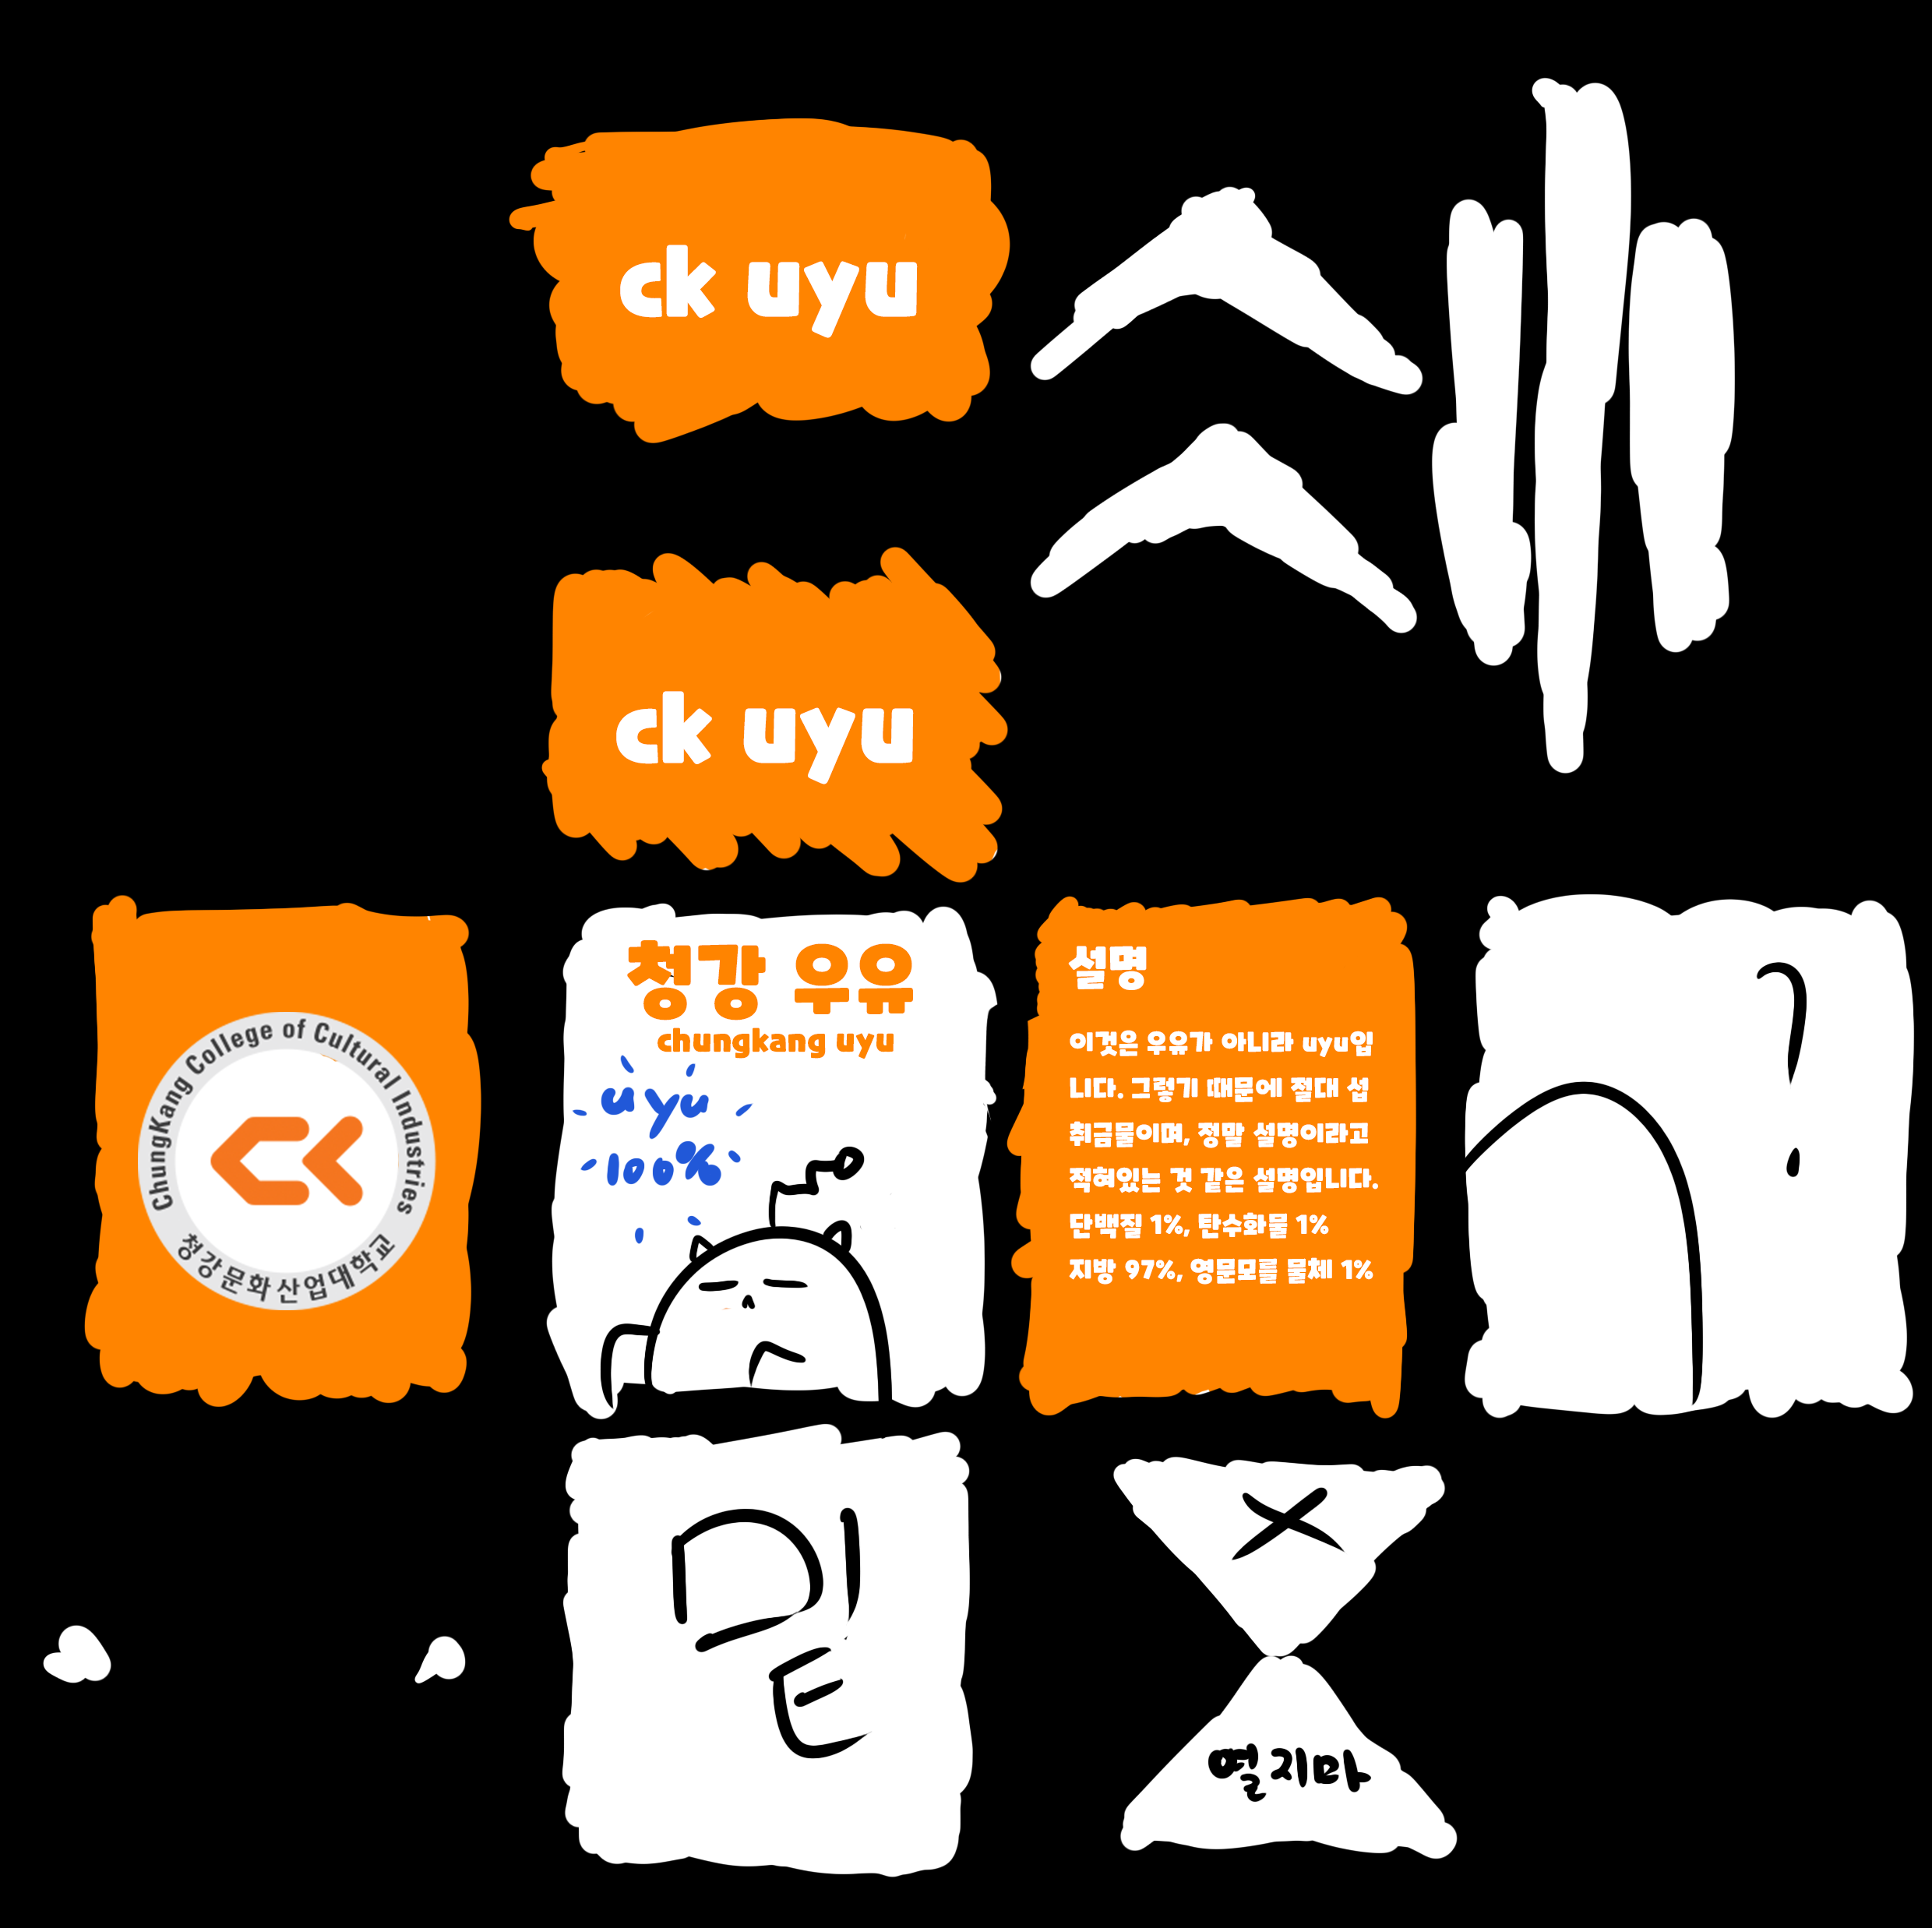 ck uyu
ck uyu
ChungKang College of Cultural Industries
청강문화산업대학교
청강 우유
chungkang uyu
uyu
100%
설명
이것은 우유가 아니라 uyu입
니다. 그렇기 때문에 절대 섭
취금물이며, 정말 설명이라고
적혀있는 것 같은 설명입니다.
단백질 1%, 탄수화물 1%
지방 97%, 영문모를 물체 1%
밑
열지마